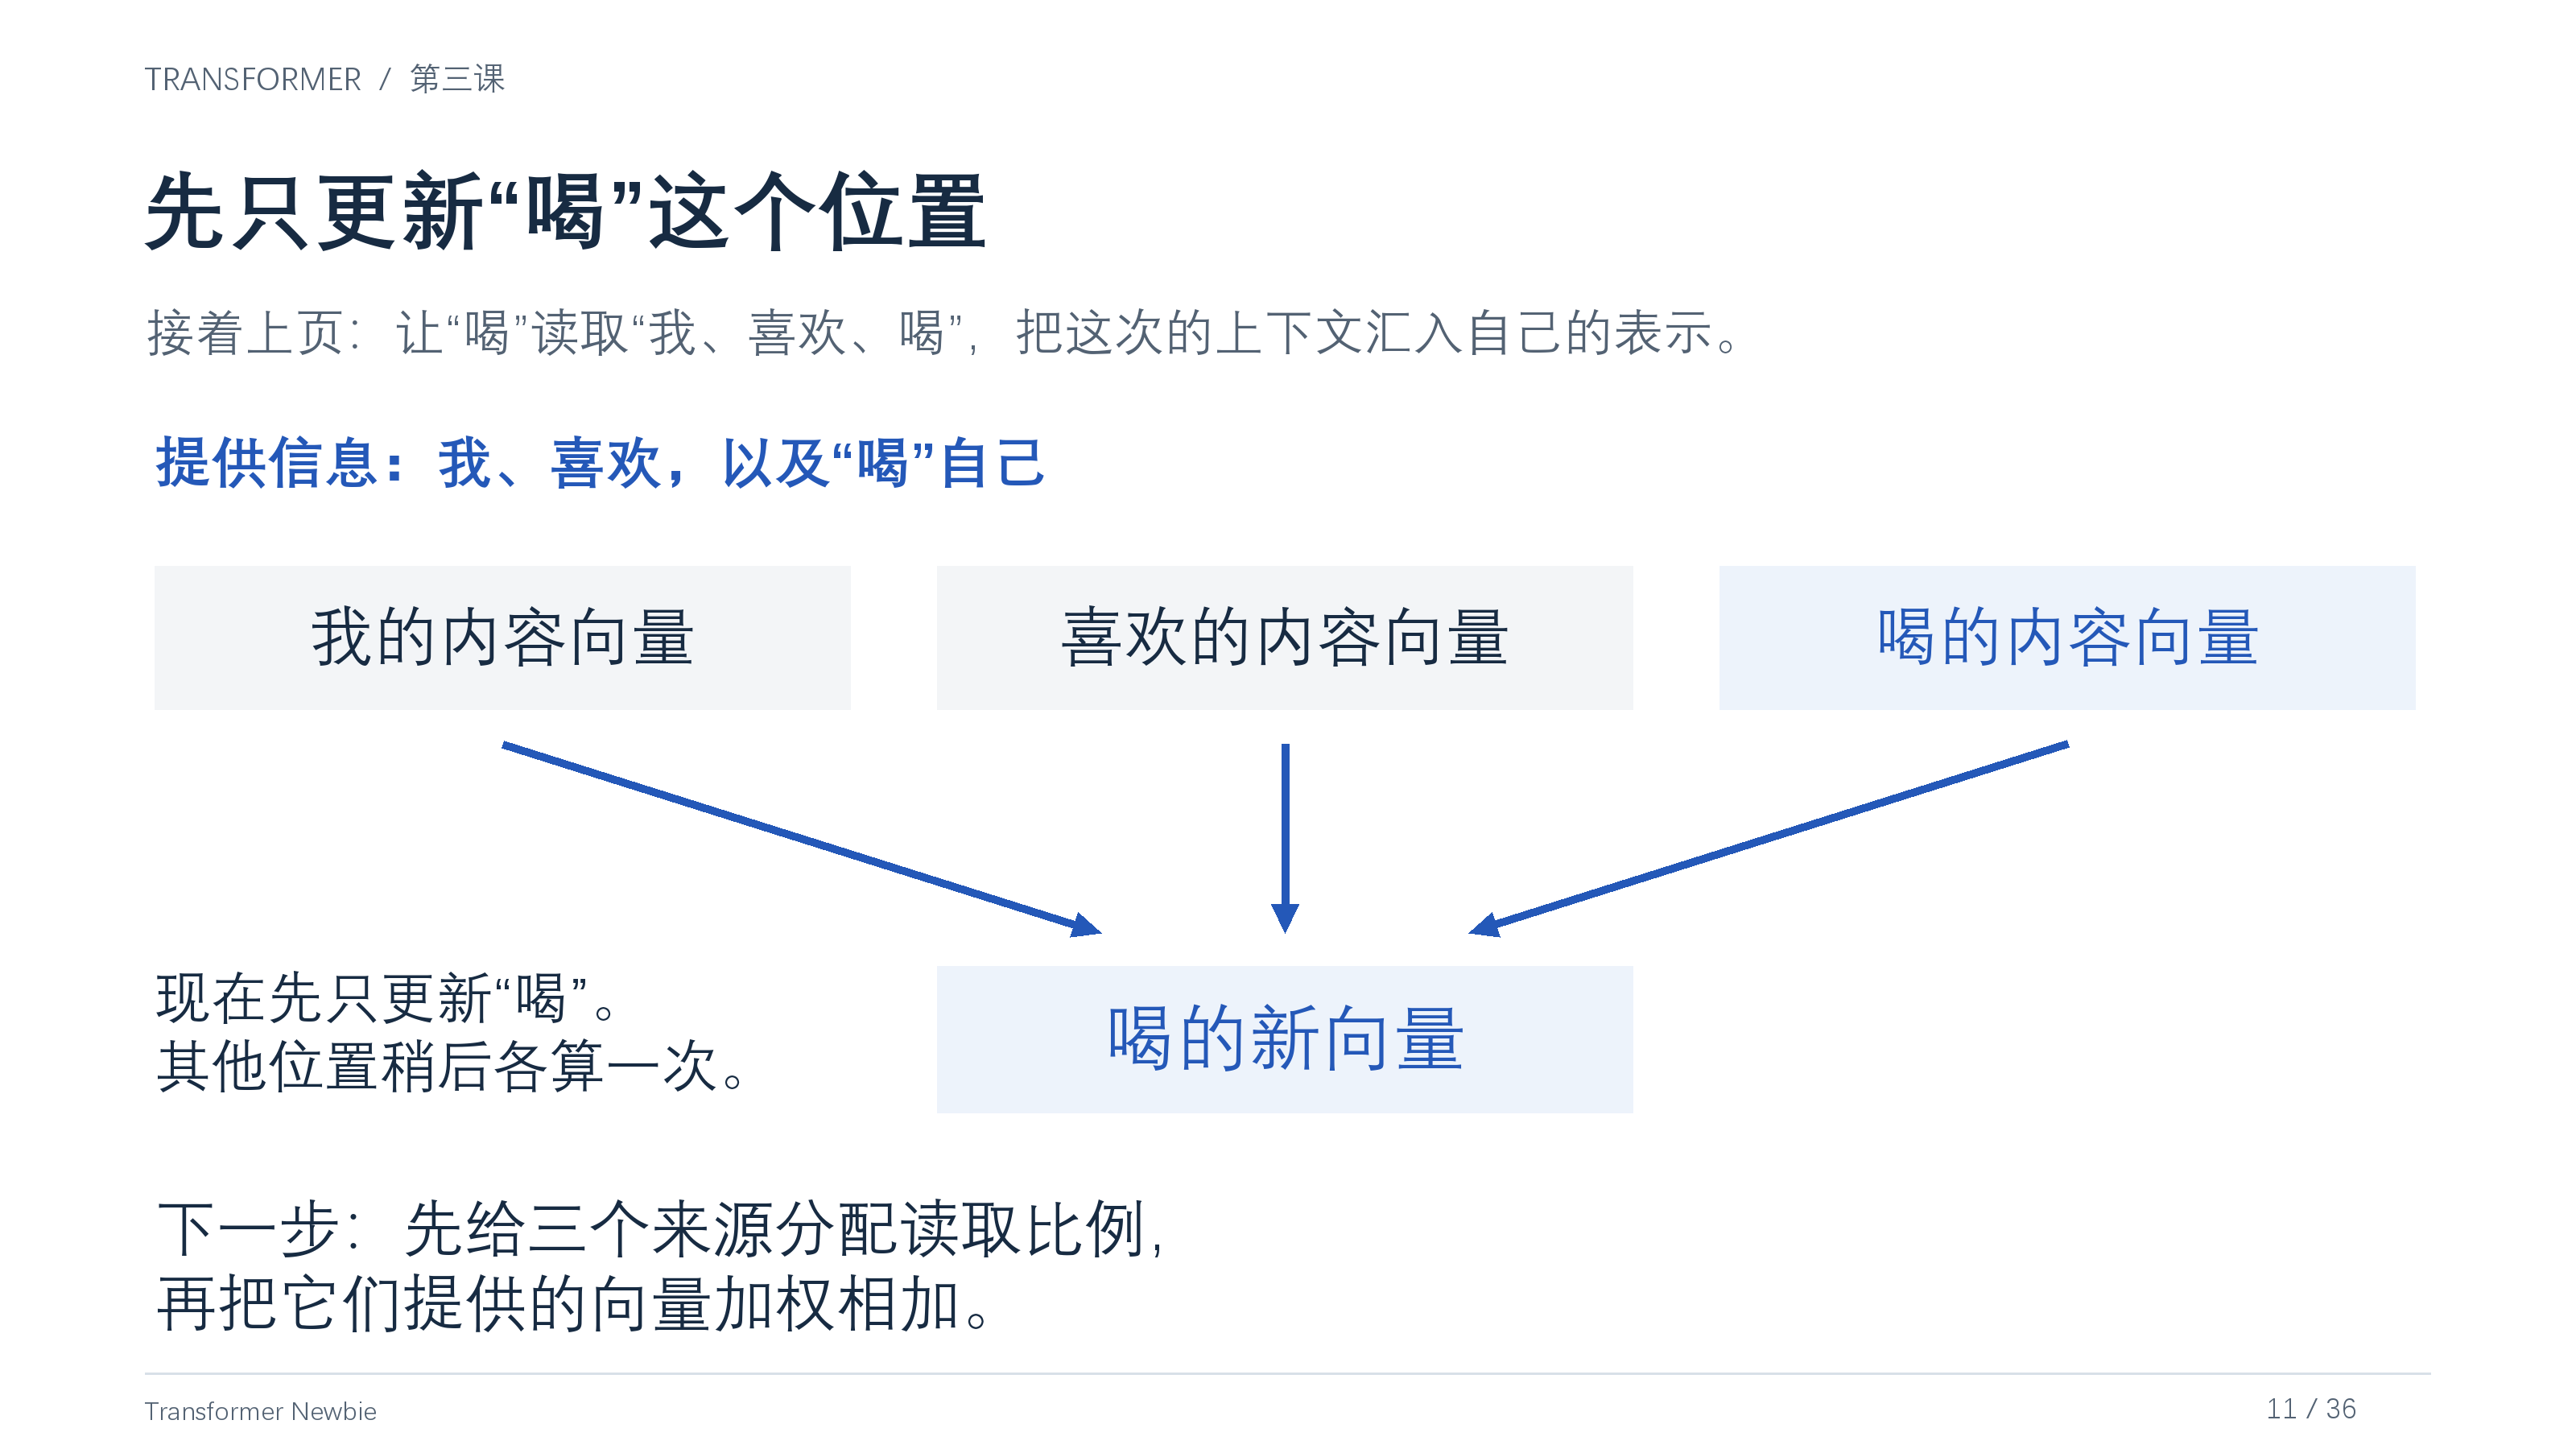 TRANSFORMER / 第三课
先只更新“喝”这个位置
接着上页：让“喝”读取“我、喜欢、喝”，把这次的上下文汇入自己的表示。
提供信息：我、喜欢，以及“喝”自己
我的内容向量
喜欢的内容向量
喝的内容向量
现在先只更新“喝”。
其他位置稍后各算一次。
喝的新向量
下一步：先给三个来源分配读取比例，
再把它们提供的向量加权相加。
Transformer Newbie
11 / 36